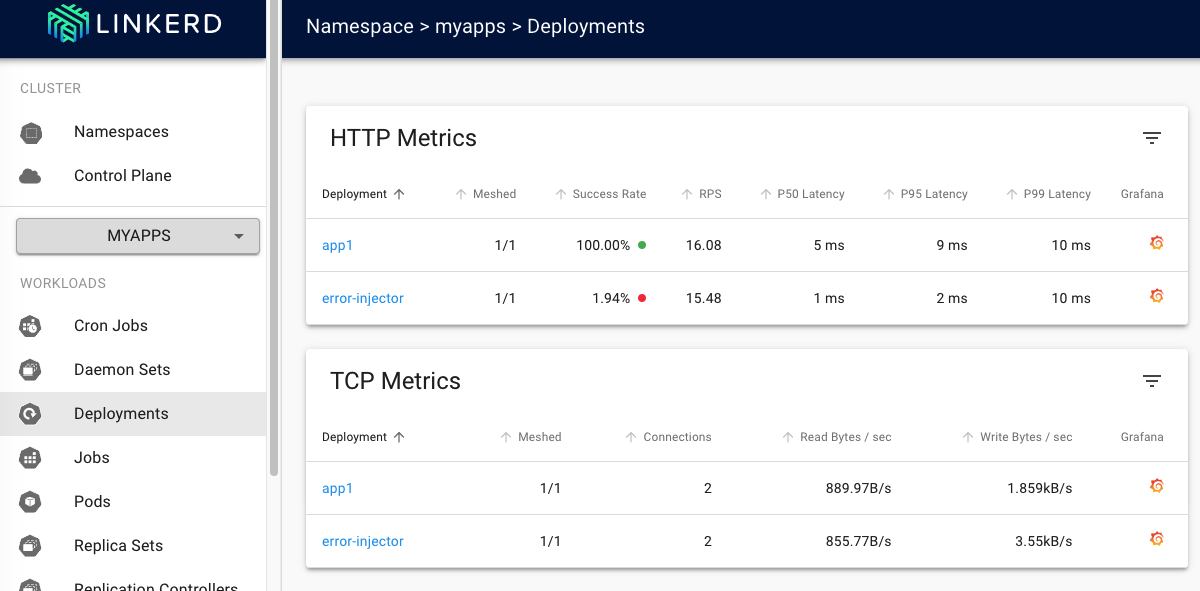 LINKERD
Namespace > myapps > Deployments
CLUSTER
Namespaces
Control Plane
MYAPPS
WORKLOADS
Cron Jobs
Daemon Sets
Deployments
Jobs
Pods
Replica Sets
Replication Controllers
HTTP Metrics
Deployment Meshed Success Rate RPS P50 Latency P95 Latency P99 Latency Grafana
app1 1/1 100.00% 16.08 5 ms 9 ms 10 ms
error-injector 1/1 1.94% 15.48 1 ms 2 ms 10 ms
TCP Metrics
Deployment Meshed Connections Read Bytes / sec Write Bytes / sec Grafana
app1 1/1 2 889.97B/s 1.859kB/s
error-injector 1/1 2 855.77B/s 3.55kB/s